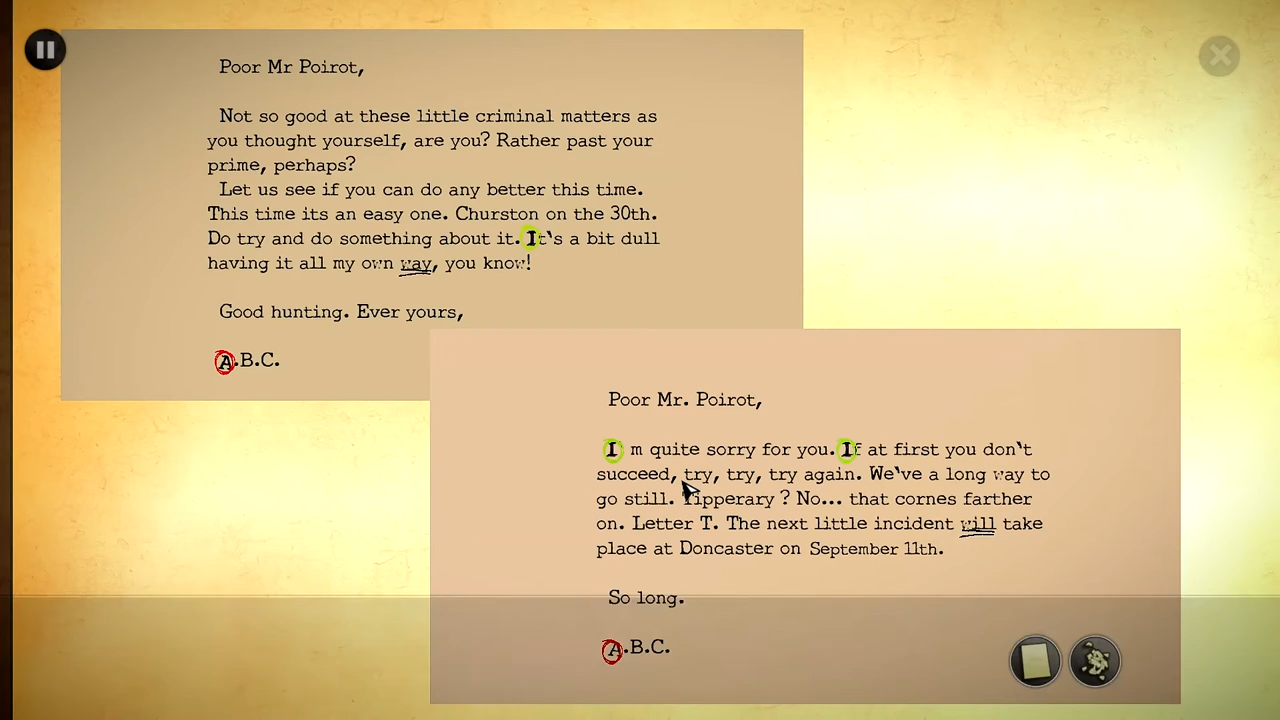 Poor Mr Poirot,
Not so good at these little criminal matters as
you thought yourself, are you? Rather past your
prime, perhaps?
Let us see if you can do any better this time.
This time its an easy one. Churston on the 30th.
Do try and do something about it. It's a bit dull
having it all my own way, you know!
Good hunting. Ever yours,
A.B.C.
Poor Mr. Poirot,
I'm quite sorry for you. If at first you don't
succeed, try, try, try again. We've a long way to
go still. Tipperary ? No... that cornes farther
on. Letter T. The next little incident will take
place at Doncaster on September 11th.
So long.
A.B.C.